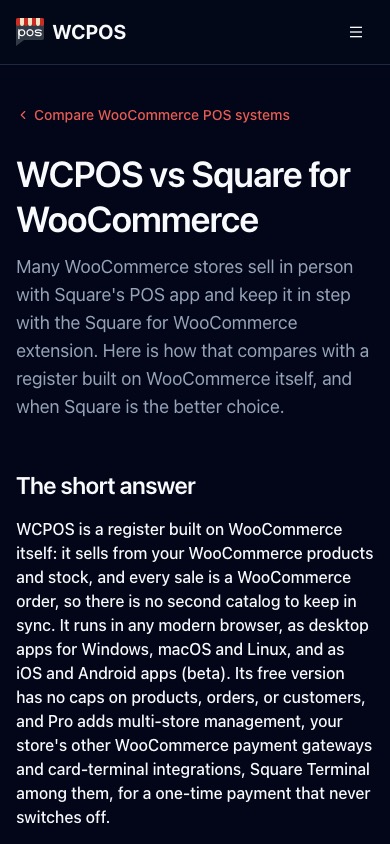 pos WCPOS
Compare WooCommerce POS systems
WCPOS vs Square for
WooCommerce
Many WooCommerce stores sell in person
with Square's POS app and keep it in step
with the Square for WooCommerce
extension. Here is how that compares with a
register built on WooCommerce itself, and
when Square is the better choice.
The short answer
WCPOS is a register built on WooCommerce
itself: it sells from your WooCommerce products
and stock, and every sale is a WooCommerce
order, so there is no second catalog to keep in
sync. It runs in any modern browser, as desktop
apps for Windows, macOS and Linux, and as
iOS and Android apps (beta). Its free version
has no caps on products, orders, or customers,
and Pro adds multi-store management, your
store's other WooCommerce payment gateways
and card-terminal integrations, Square Terminal
among them, for a one-time payment that never
switches off.